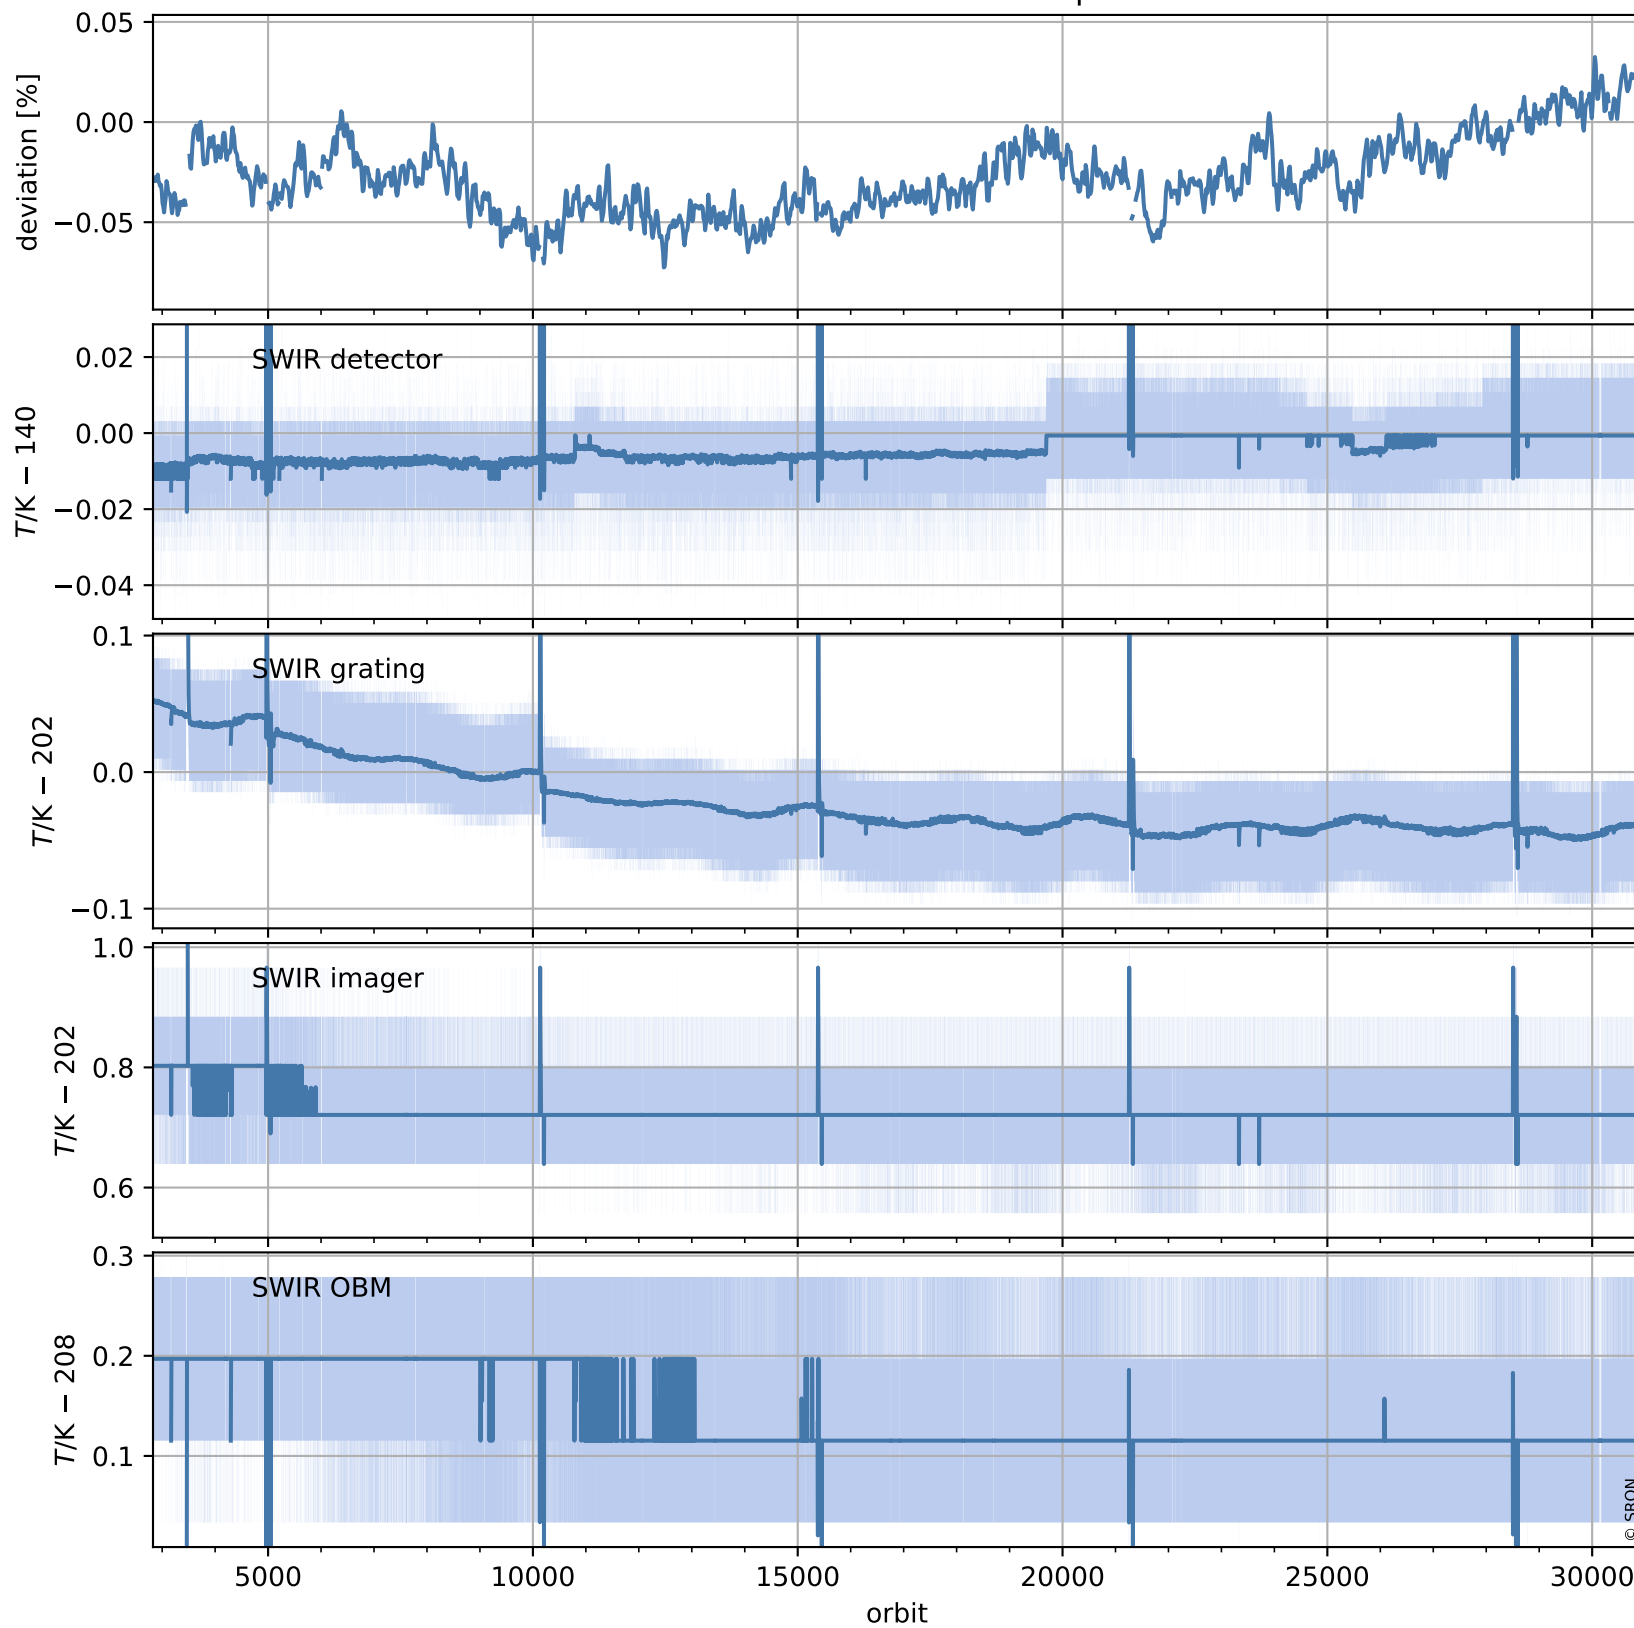 0.05
0.00
−0.05
deviation [%]
SWIR detector
0.02
0.00
−0.02
−0.04
T/K − 140
SWIR grating
0.1
0.0
−0.1
T/K − 202
SWIR imager
1.0
0.8
0.6
T/K − 202
SWIR OBM
0.3
0.2
0.1
T/K − 208
5000 10000 15000 20000 25000 30000
orbit
© SRON